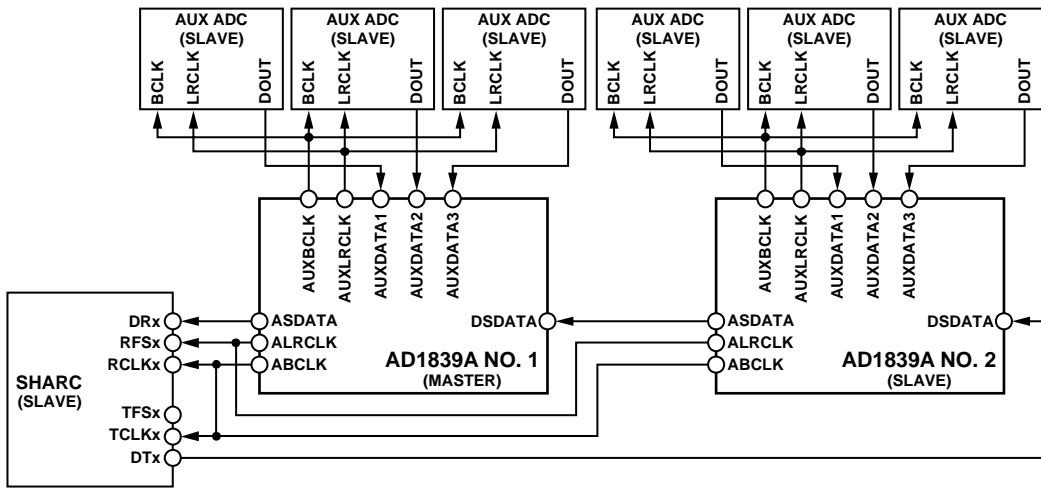 AUX ADC
(SLAVE)
BCLK
LRCLK
DOUT
AUX ADC
(SLAVE)
BCLK
LRCLK
DOUT
AUX ADC
(SLAVE)
BCLK
LRCLK
DOUT
AUX ADC
(SLAVE)
BCLK
LRCLK
DOUT
AUX ADC
(SLAVE)
BCLK
LRCLK
DOUT
AUX ADC
(SLAVE)
BCLK
LRCLK
DOUT
AUXBCLK
AUXLRCLK
AUXDATA1
AUXDATA2
AUXDATA3
ASDATA
ALRCLK
ABCLK
DSDATA
AD1839A NO. 1
(MASTER)
AUXBCLK
AUXLRCLK
AUXDATA1
AUXDATA2
AUXDATA3
ASDATA
ALRCLK
ABCLK
DSDATA
AD1839A NO. 2
(SLAVE)
SHARC
(SLAVE)
DRx
RFSx
RCLKx
TFSx
TCLKx
DTx